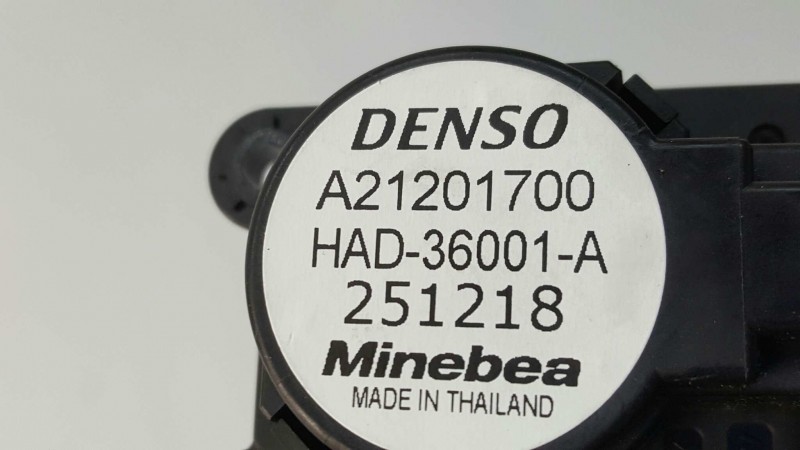 DENSO
A21201700
HAD-36001-A
251218
Minebea
MADE IN THAILAND